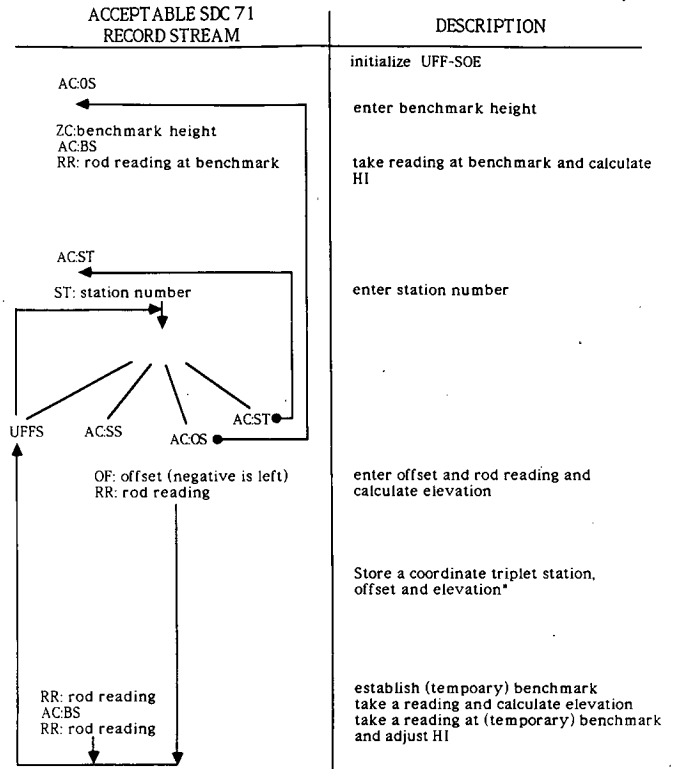 ACCEPTABLE SDC 71
RECORD STREAM
DESCRIPTION
initialize UFF-SOE
AC:OS
enter benchmark height
ZC:benchmark height
AC:BS
RR: rod reading at benchmark
take reading at benchmark and calculate
HI
AC:ST
ST: station number
enter station number
UFFS
AC:SS
AC:OS
AC:ST
OF: offset (negative is left)
RR: rod reading
enter offset and rod reading and
calculate elevation
Store a coordinate triplet station,
offset and elevation*
RR: rod reading
AC:BS
RR: rod reading
establish (tempoary) benchmark
take a reading and calculate elevation
take a reading at (temporary) benchmark
and adjust HI